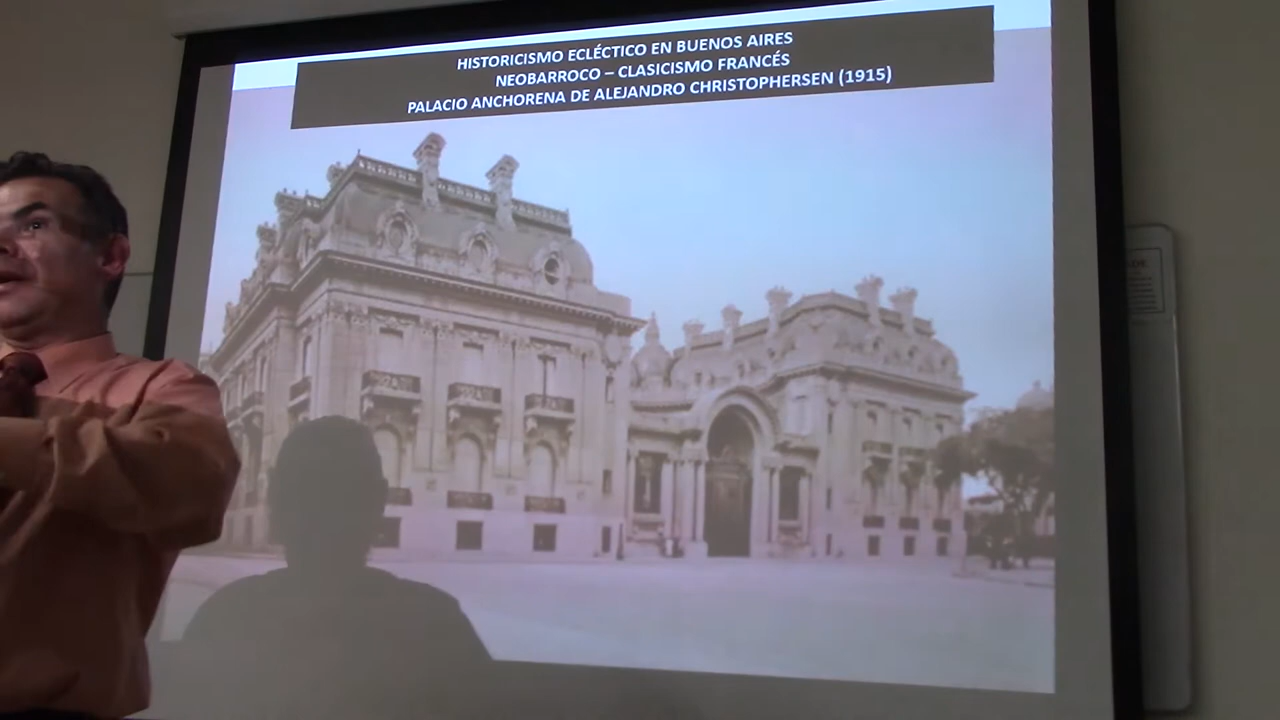 HISTORICISMO ECLÉCTICO EN BUENOS AIRES
NEOBARROCO – CLASICISMO FRANCÉS
PALACIO ANCHORENA DE ALEJANDRO CHRISTOPHERSEN (1915)